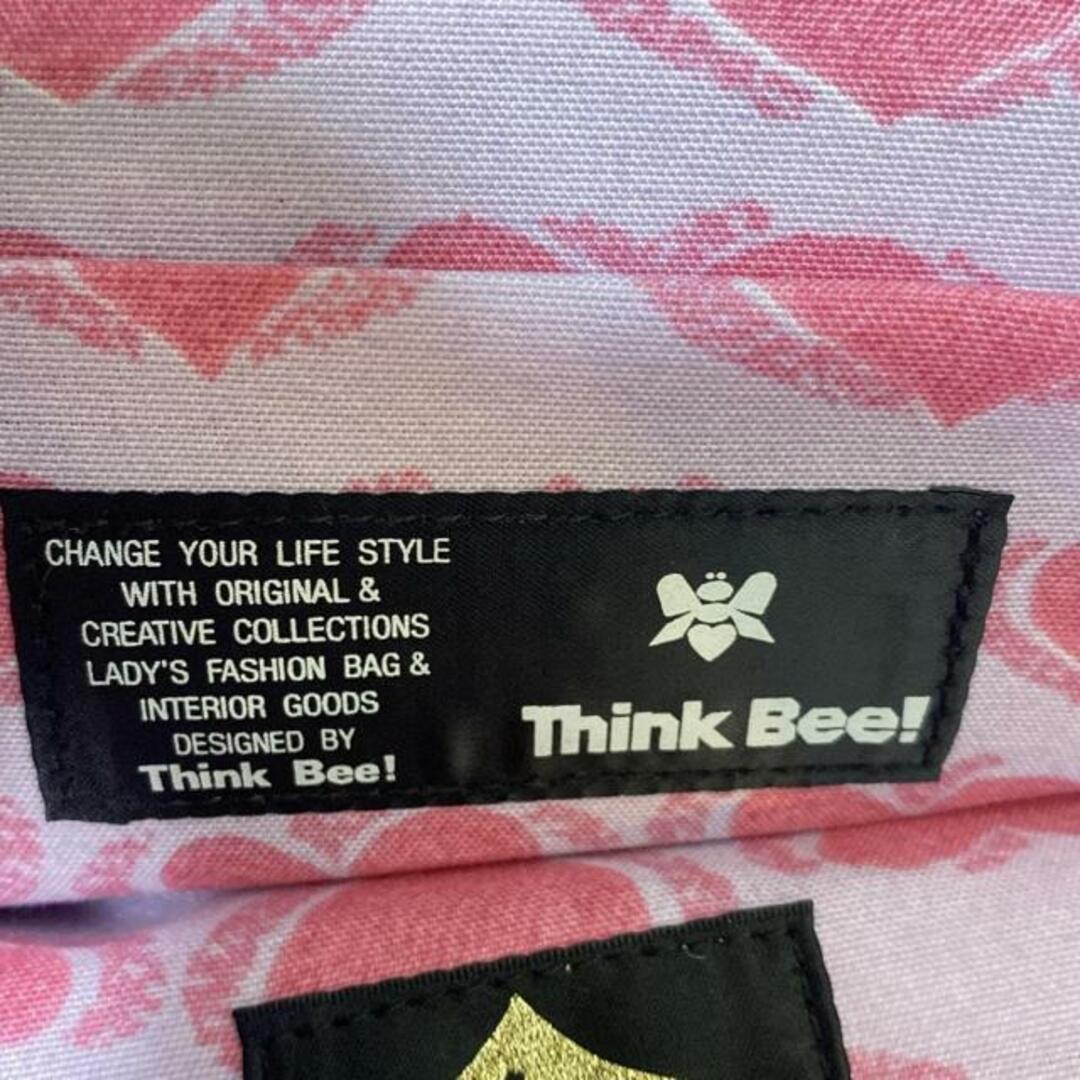 CHANGE YOUR LIFE STYLE
WITH ORIGINAL &
CREATIVE COLLECTIONS
LADY'S FASHION BAG &
INTERIOR GOODS
DESIGNED BY
Think Bee!
Think Bee!